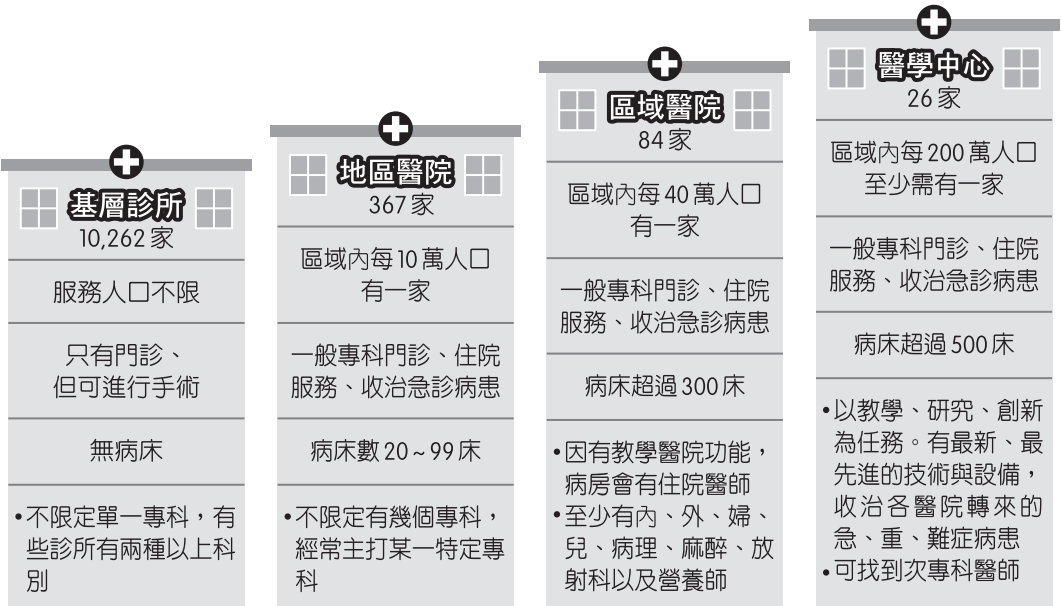 基層診所
10,262家
服務人口不限
只有門診、
但可進行手術
無病床
•不限定單一專科，有
些診所有兩種以上科
別
地區醫院
367家
區域內每10萬人口
有一家
一般專科門診、住院
服務、收治急診病患
病床數20~99床
•不限定有幾個專科，
經常主打某一特定專
科
區域醫院
84家
區域內每40萬人口
有一家
一般專科門診、住院
服務、收治急診病患
病床超過300床
•因有教學醫院功能，
病房會有住院醫師
•至少有內、外、婦、
兒、病理、麻醉、放
射科以及營養師
醫學中心
26家
區域內每200萬人口
至少需有一家
一般專科門診、住院
服務、收治急診病患
病床超過500床
•以教學、研究、創新
為任務。有最新、最
先進的技術與設備，
收治各醫院轉來的
急、重、難症病患
•可找到次專科醫師